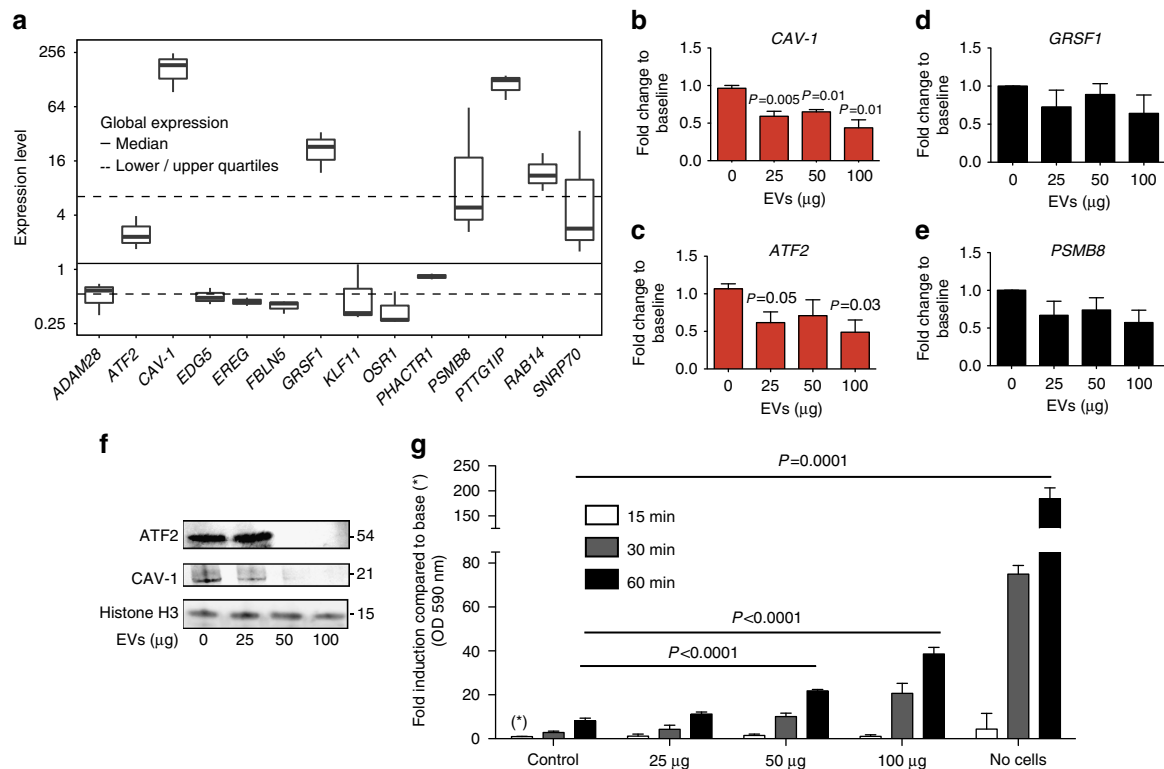 a
256
64
16
4
1
0.25
Expression level
Global expression
Median
Lower / upper quartiles
ADAM28
ATF2
CAV-1
EDG5
EREG
FBLN5
GRSF1
KLF11
OSR1
PHACTR1
PSMB8
PTTG1IP
RAB14
SNRP70
b
CAV-1
Fold change to
baseline
1.5
1.0
0.5
0.0
P=0.005
P=0.01
P=0.01
0 25 50 100
EVs (µg)
c
ATF2
Fold change to
baseline
1.5
1.0
0.5
0.0
P=0.05
P=0.03
0 25 50 100
EVs (µg)
d
GRSF1
Fold change to
baseline
1.5
1.0
0.5
0.0
0 25 50 100
EVs (µg)
e
PSMB8
Fold change to
baseline
1.5
1.0
0.5
0.0
0 25 50 100
EVs (µg)
f
ATF2 54
CAV-1 21
Histone H3 15
EVs (µg) 0 25 50 100
g
Fold induction compared to base (*)
(OD 590 nm)
250
200
150
80
60
40
20
0
15 min
30 min
60 min
P=0.0001
P<0.0001
P<0.0001
(*)
Control 25 µg 50 µg 100 µg No cells